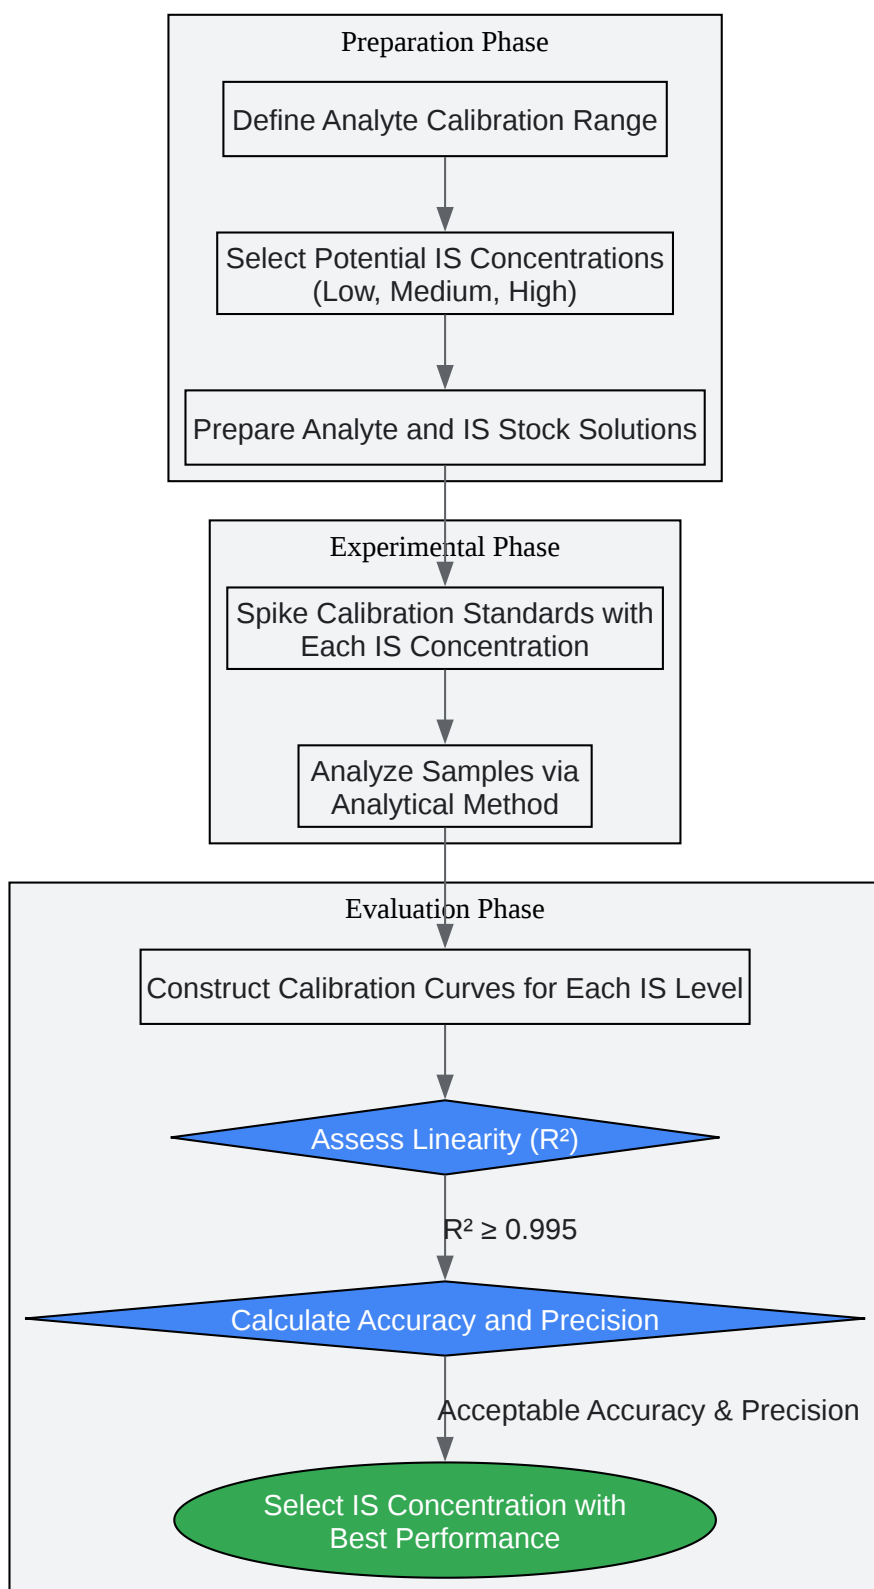 Preparation Phase
Define Analyte Calibration Range
Select Potential IS Concentrations
(Low, Medium, High)
Prepare Analyte and IS Stock Solutions
Experimental Phase
Spike Calibration Standards with
Each IS Concentration
Analyze Samples via
Analytical Method
Evaluation Phase
Construct Calibration Curves for Each IS Level
Assess Linearity (R²)
R² ≥ 0.995
Calculate Accuracy and Precision
Acceptable Accuracy & Precision
Select IS Concentration with
Best Performance